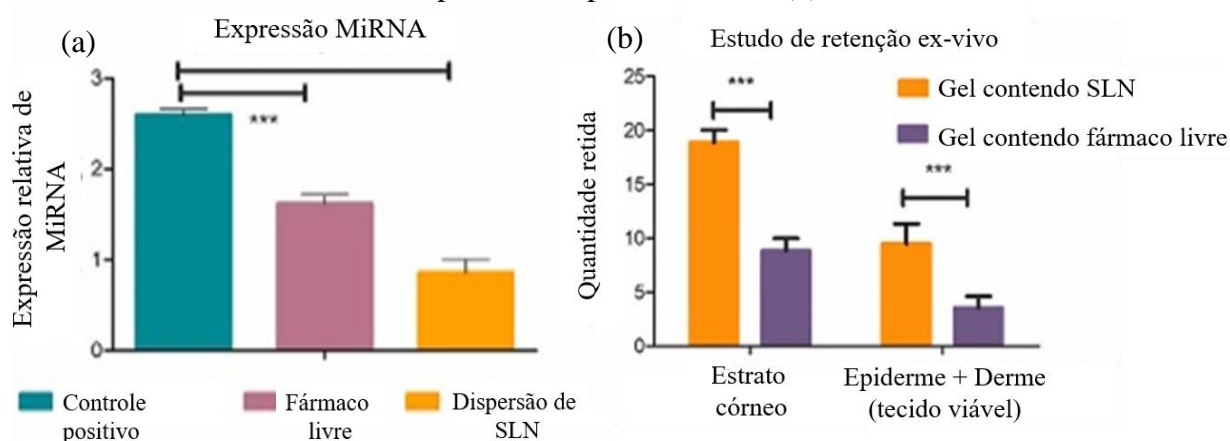 (a)
Expressão MiRNA
Expressão relativa de
MiRNA
3
2
1
0
***
Controle
positivo
Fármaco
livre
Dispersão de
SLN
(b)
Estudo de retenção ex-vivo
Quantidade retida
25
20
15
10
5
0
***
***
Gel contendo SLN
Gel contendo fármaco livre
Estrato
córneo
Epiderme + Derme
(tecido viável)